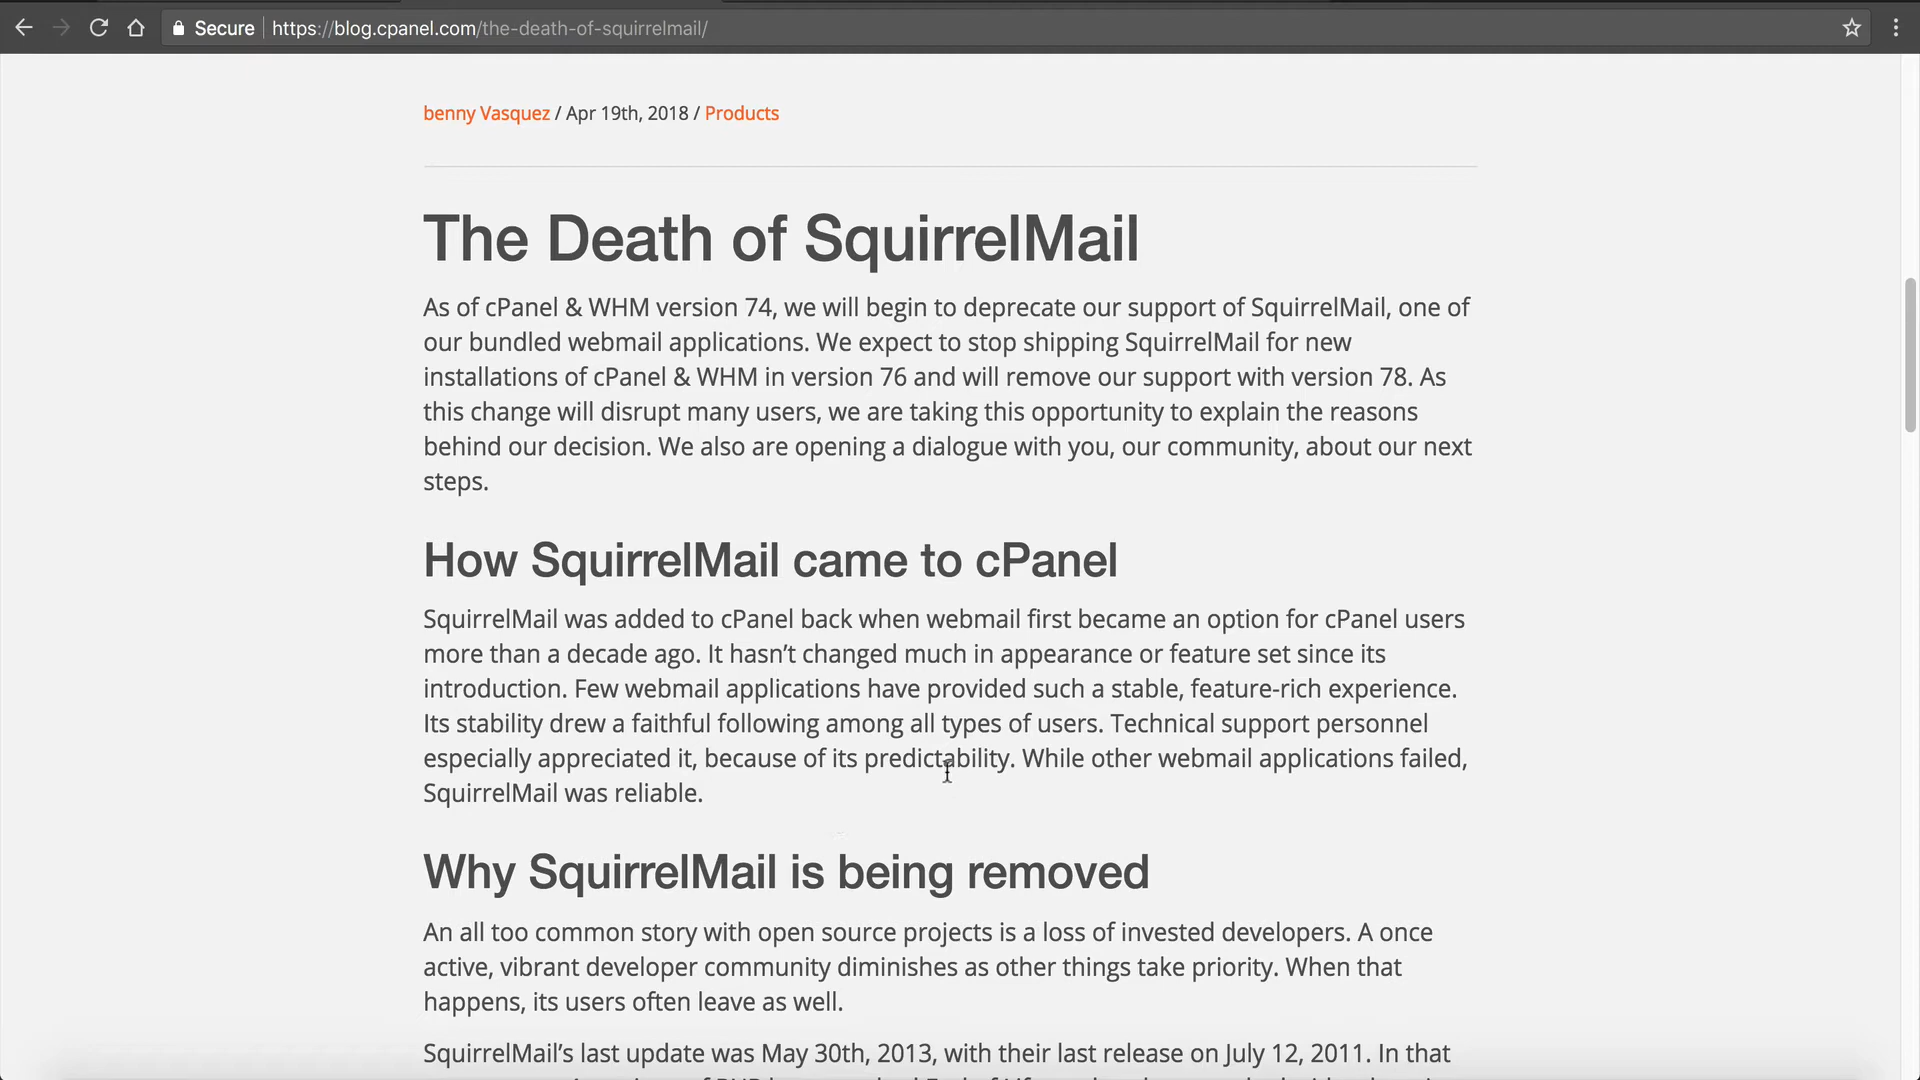 Secure https://blog.cpanel.com/the-death-of-squirrelmail/
benny Vasquez / Apr 19th, 2018 / Products
The Death of SquirrelMail
As of cPanel & WHM version 74, we will begin to deprecate our support of SquirrelMail, one of
our bundled webmail applications. We expect to stop shipping SquirrelMail for new
installations of cPanel & WHM in version 76 and will remove our support with version 78. As
this change will disrupt many users, we are taking this opportunity to explain the reasons
behind our decision. We also are opening a dialogue with you, our community, about our next
steps.
How SquirrelMail came to cPanel
SquirrelMail was added to cPanel back when webmail first became an option for cPanel users
more than a decade ago. It hasn’t changed much in appearance or feature set since its
introduction. Few webmail applications have provided such a stable, feature-rich experience.
Its stability drew a faithful following among all types of users. Technical support personnel
especially appreciated it, because of its predictability. While other webmail applications failed,
SquirrelMail was reliable.
Why SquirrelMail is being removed
An all too common story with open source projects is a loss of invested developers. A once
active, vibrant developer community diminishes as other things take priority. When that
happens, its users often leave as well.
SquirrelMail’s last update was May 30th, 2013, with their last release on July 12, 2011. In that